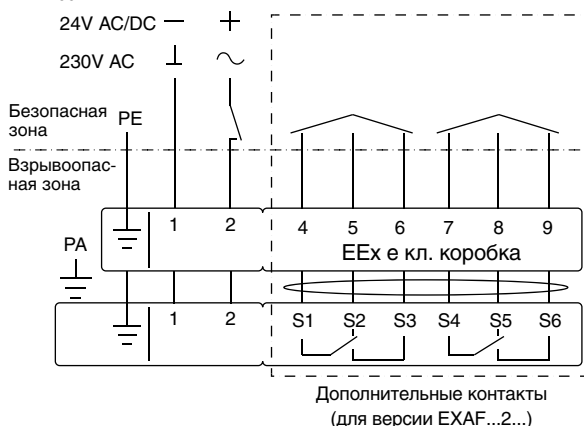 24V AC/DC — +
230V AC ⊥ ~
Безопасная
зона
PE
Взрывоопас-
ная зона
1 2 4 5 6 7 8 9
EEx e кл. коробка
PA
1 2 S1 S2 S3 S4 S5 S6
Дополнительные контакты
(для версии EXAF...2...)